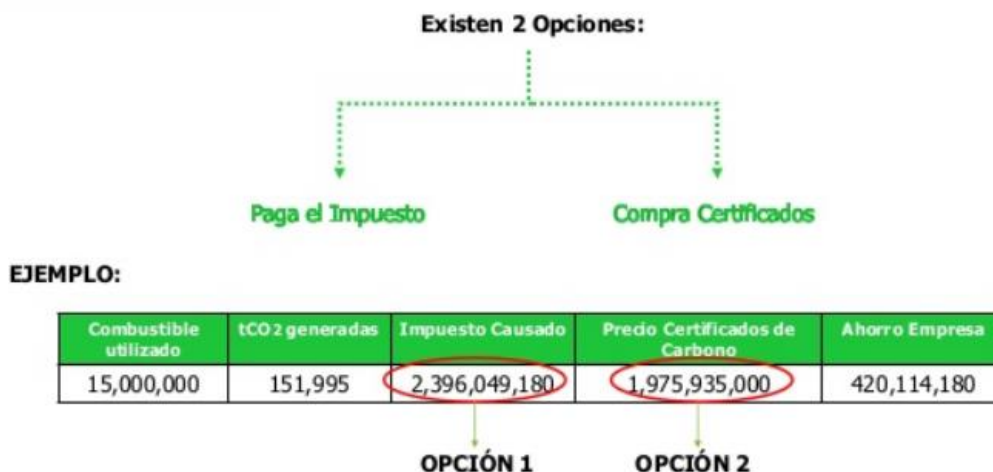 Existen 2 Opciones:
Paga el Impuesto
Compra Certificados
EJEMPLO:
Combustible utilizado
tCO2 generadas
Impuesto Causado
Precio Certificados de Carbono
Ahorro Empresa
15,000,000
151,995
2,396,049,180
1,975,935,000
420,114,180
OPCIÓN 1
OPCIÓN 2